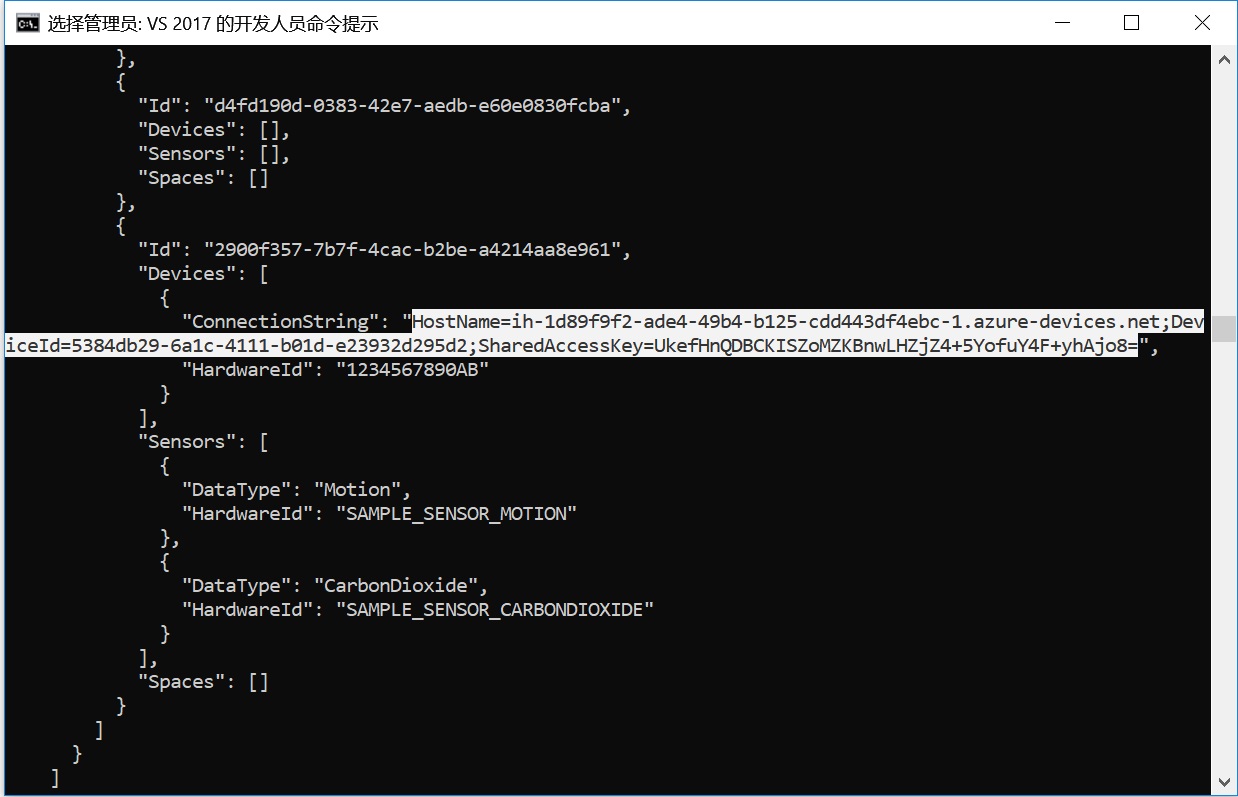 选择管理员: VS 2017 的开发人员命令提示
},
{
"Id": "d4fd190d-0383-42e7-aedb-e60e0830fcba",
"Devices": [],
"Sensors": [],
"Spaces": []
},
{
"Id": "2900f357-7b7f-4cac-b2be-a4214aa8e961",
"Devices": [
{
"ConnectionString": "HostName=ih-1d89f9f2-ade4-49b4-b125-cdd443df4ebc-1.azure-devices.net;Dev
iceId=5384db29-6a1c-4111-b01d-e23932d295d2;SharedAccessKey=UkefHnQDBCKISZoMZKBnwLHZjZ4+5YofuY4F+yhAjo8=",
"HardwareId": "1234567890AB"
}
],
"Sensors": [
{
"DataType": "Motion",
"HardwareId": "SAMPLE_SENSOR_MOTION"
},
{
"DataType": "CarbonDioxide",
"HardwareId": "SAMPLE_SENSOR_CARBONDIOXIDE"
}
],
"Spaces": []
}
]
}
]